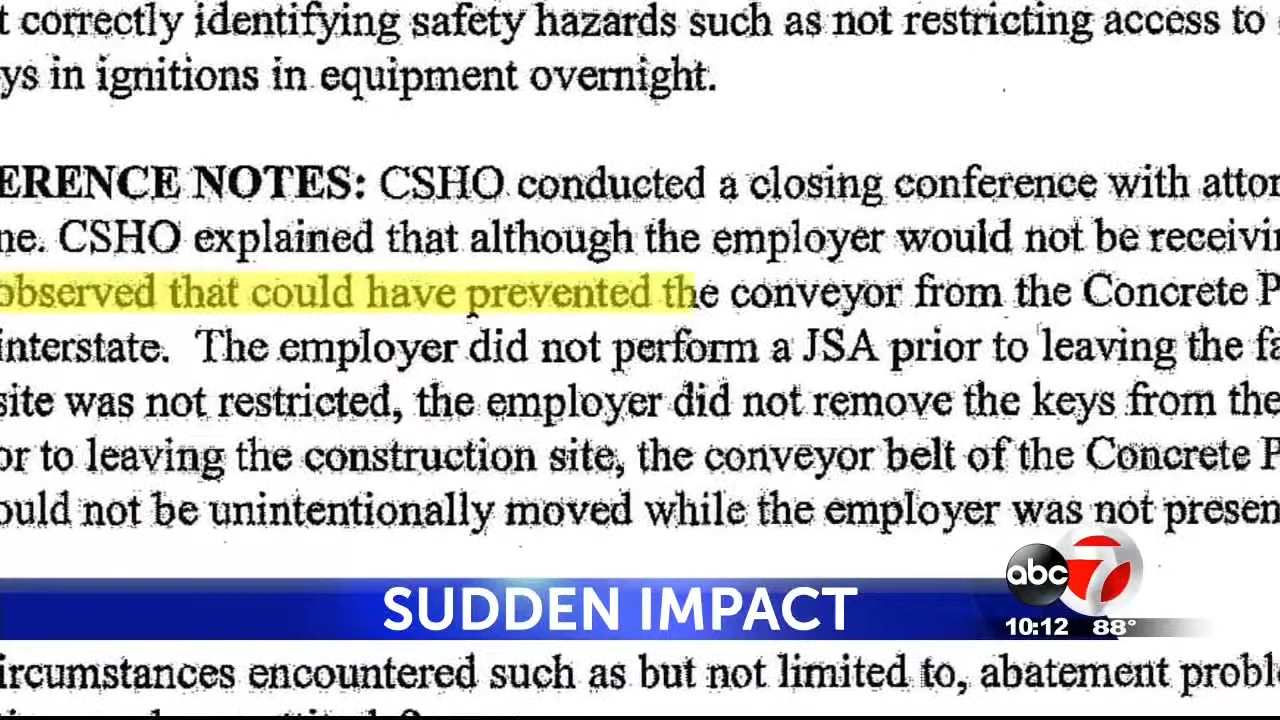 t correctly identifying safety hazards such as not restricting access to
ys in ignitions in equipment overnight.
ERENCE NOTES: CSHO conducted a closing conference with attor
ne. CSHO explained that although the employer would not be receivin
observed that could have prevented the conveyor from the Concrete P
interstate. The employer did not perform a JSA prior to leaving the fa
site was not restricted, the employer did not remove the keys from the
or to leaving the construction site, the conveyor belt of the Concrete P
ould not be unintentionally moved while the employer was not presen
SUDDEN IMPACT
abc 7
10:12 88°
ircumstances encountered such as but not limited to, abatement proble